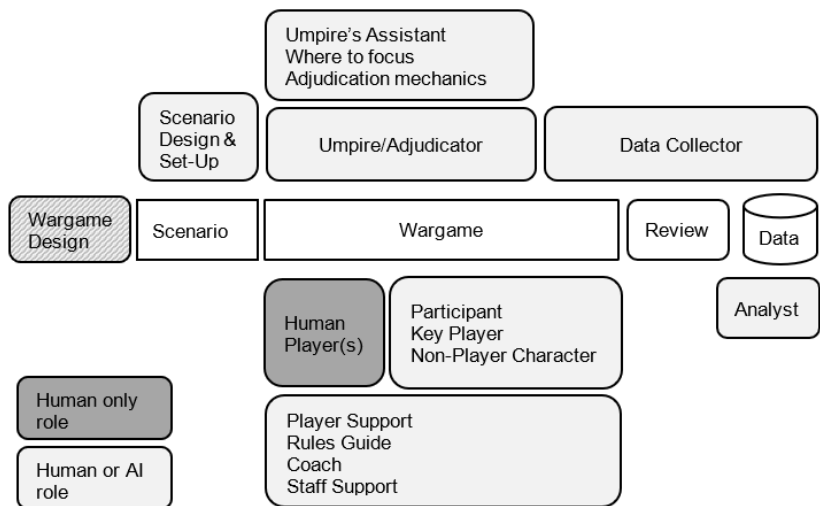 Umpire's Assistant
Where to focus
Adjudication mechanics
Scenario
Design &
Set-Up
Umpire/Adjudicator
Data Collector
Wargame
Design
Scenario
Wargame
Review
Data
Human
Player(s)
Participant
Key Player
Non-Player Character
Analyst
Human only
role
Human or AI
role
Player Support
Rules Guide
Coach
Staff Support